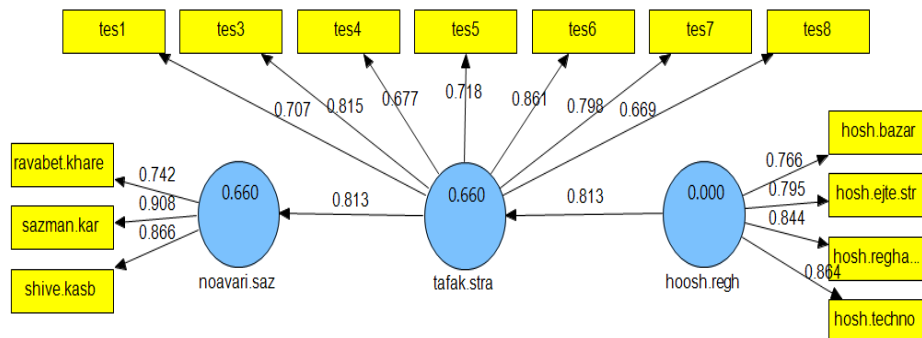 tes1 tes3 tes4 tes5 tes6 tes7 tes8
0.707 0.815 0.677 0.718 0.861 0.798 0.669
hosh.bazar
0.766
ravabet.khare
0.742
0.660
0.660
0.000
0.795
hosh.ejte.str
0.908
0.813
0.813
0.844
sazman.kar
0.866
hosh.regha...
0.864
shive.kasb
noavari.saz
tafak.stra
hoosh.regh
hosh.techno